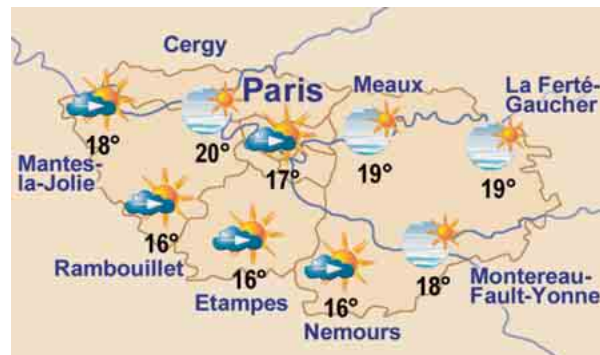 Cergy
Paris
Meaux
La Ferté-
Gaucher
18°
20°
17°
19°
19°
Mantes-
la-Jolie
16°
Rambouillet
16°
Etampes
16°
Nemours
18°
Montereau-
Fault-Yonne